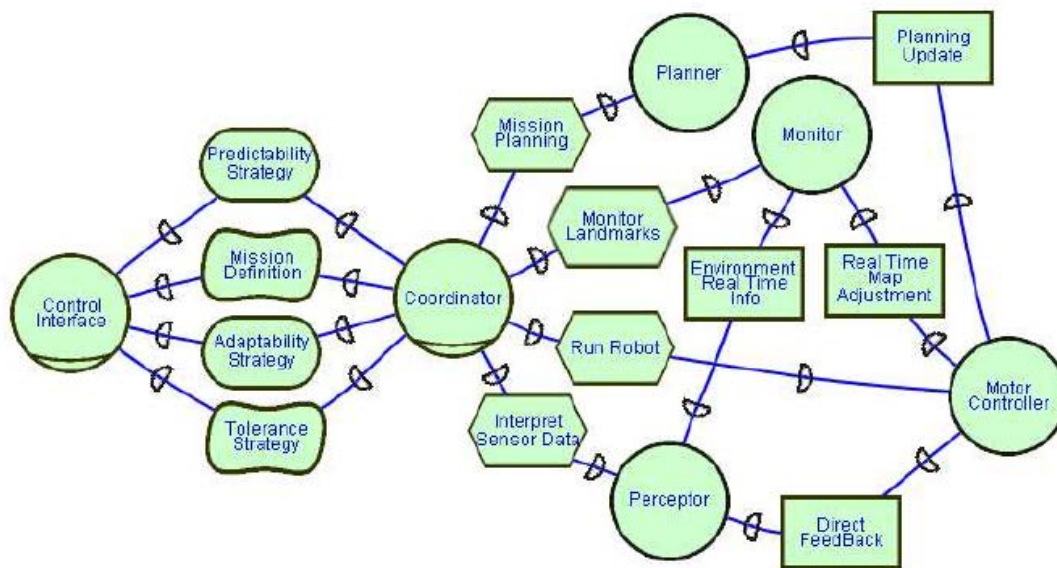 Planning
Update
Planner
Mission
Planning
Monitor
Predictability
Strategy
Monitor
Landmarks
Mission
Definition
Environment
Real Time
Info
Real Time
Map
Adjustment
Control
Interface
Coordinator
Adaptability
Strategy
Run Robot
Motor
Controller
Tolerance
Strategy
Interpret
Sensor Data
Perceptor
Direct
FeedBack